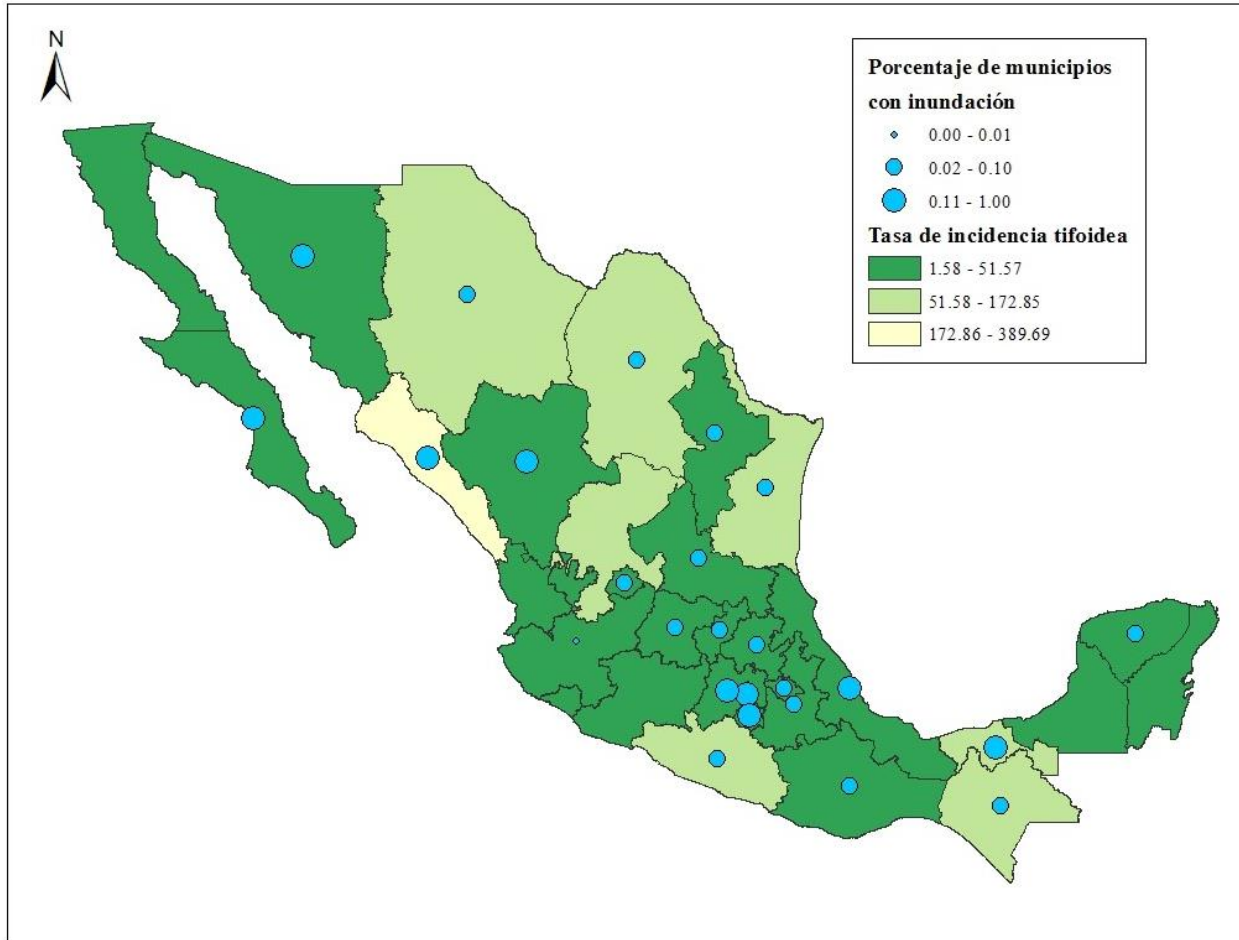 N
Porcentaje de municipios
con inundación
0.00 - 0.01
0.02 - 0.10
0.11 - 1.00
Tasa de incidencia tifoidea
1.58 - 51.57
51.58 - 172.85
172.86 - 389.69